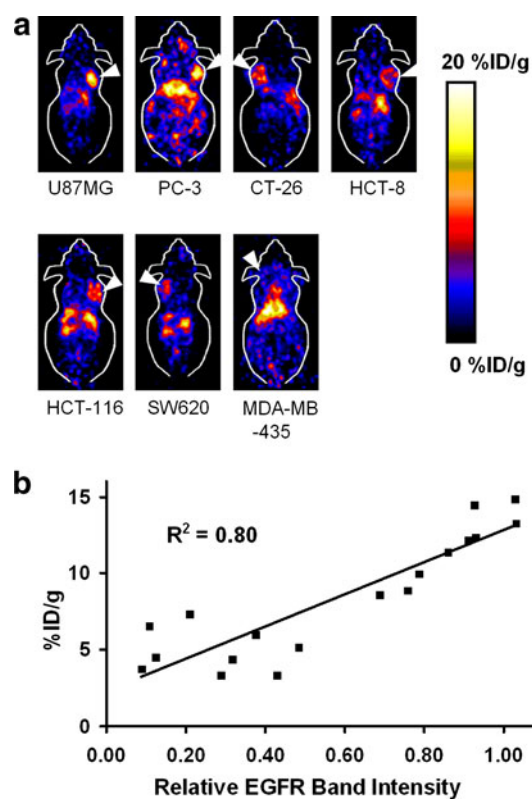 a
20 %ID/g
U87MG PC-3 CT-26 HCT-8
HCT-116 SW620 MDA-MB
-435
0 %ID/g
b
15
R² = 0.80
10
%ID/g
5
0
0.00 0.20 0.40 0.60 0.80 1.00
Relative EGFR Band Intensity